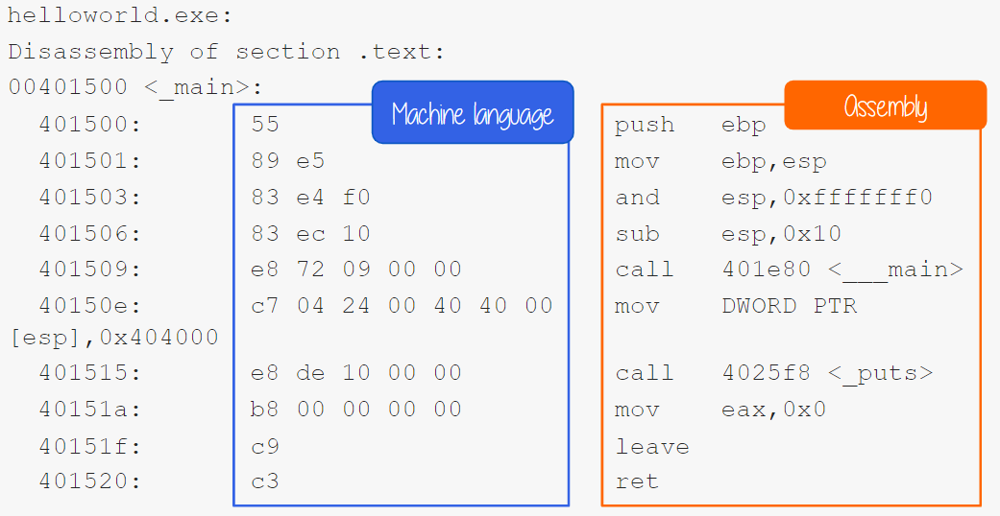 helloworld.exe:
Disassembly of section .text:
00401500 <_main>:
Machine language
Assembly
401500: 55 push ebp
401501: 89 e5 mov ebp,esp
401503: 83 e4 f0 and esp,0xfffffff0
401506: 83 ec 10 sub esp,0x10
401509: e8 72 09 00 00 call 401e80 <___main>
40150e: c7 04 24 00 40 40 00 mov DWORD PTR
[esp],0x404000
401515: e8 de 10 00 00 call 4025f8 <_puts>
40151a: b8 00 00 00 00 mov eax,0x0
40151f: c9 leave
401520: c3 ret